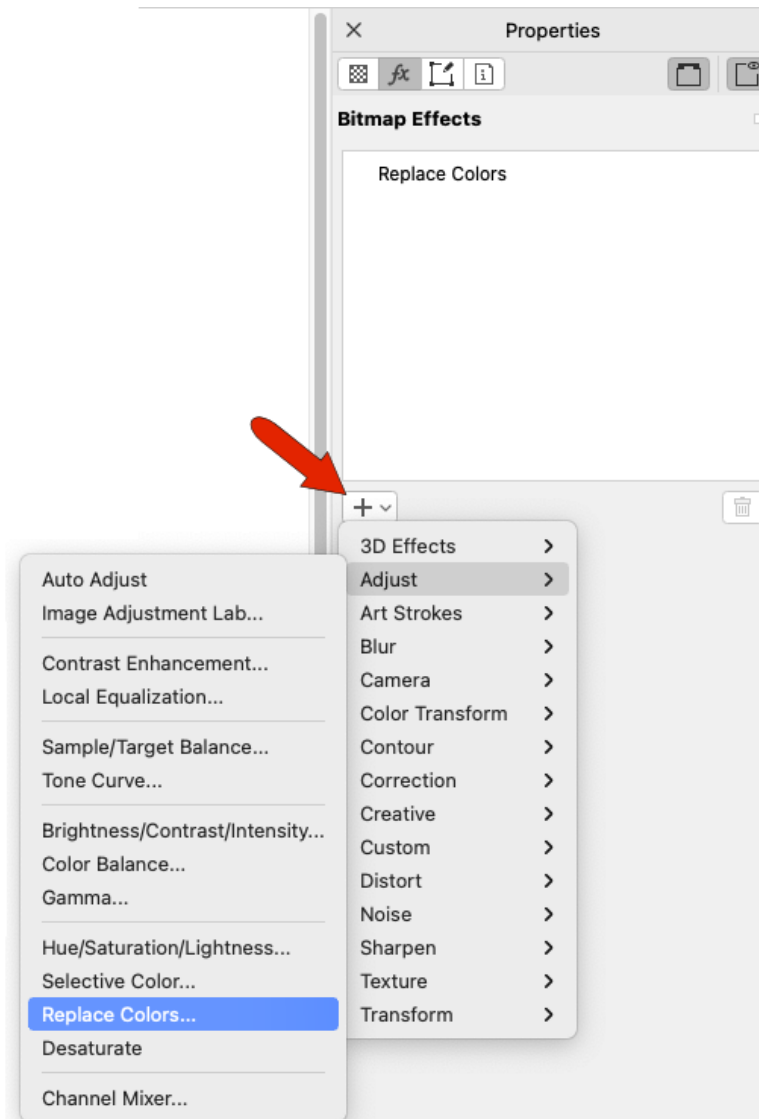 Properties
fx
Bitmap Effects
Replace Colors
3D Effects
Adjust
Art Strokes
Blur
Camera
Color Transform
Contour
Correction
Creative
Custom
Distort
Noise
Sharpen
Texture
Transform
Auto Adjust
Image Adjustment Lab...
Contrast Enhancement...
Local Equalization...
Sample/Target Balance...
Tone Curve...
Brightness/Contrast/Intensity...
Color Balance...
Gamma...
Hue/Saturation/Lightness...
Selective Color...
Replace Colors...
Desaturate
Channel Mixer...